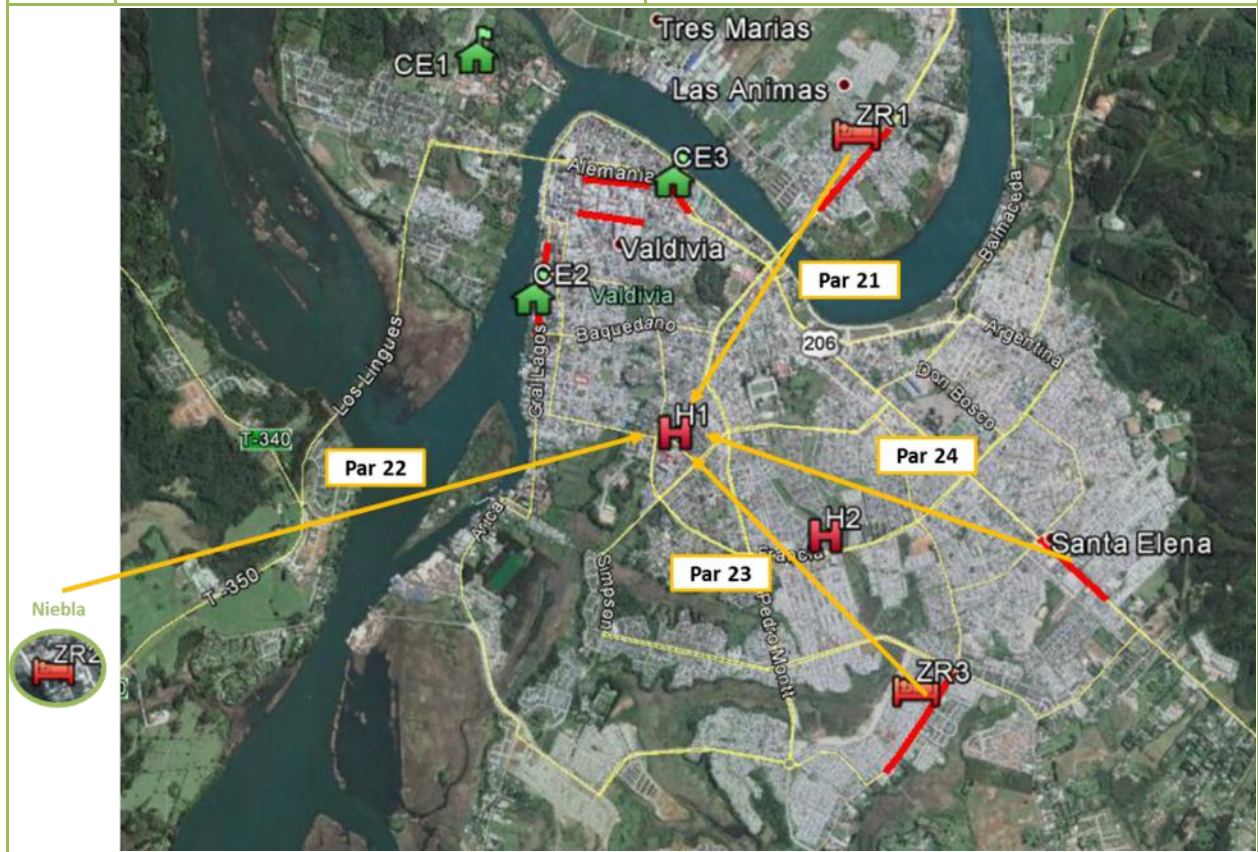 Tres Marias
CE1
Las Animas
ZR1
CE3
Alemania
Balmaceda
Valdivia
CE2
Par 21
Valdivia
Baquedano
Argentina
206
Los-Lingues
Gral Lagos
Don Bosco
H1
T-340
Par 22
Par 24
Arica
H2
Francia
Santa Elena
Par 23
T-350
Simpson
Pedro Montt
Niebla
ZR2
ZR3